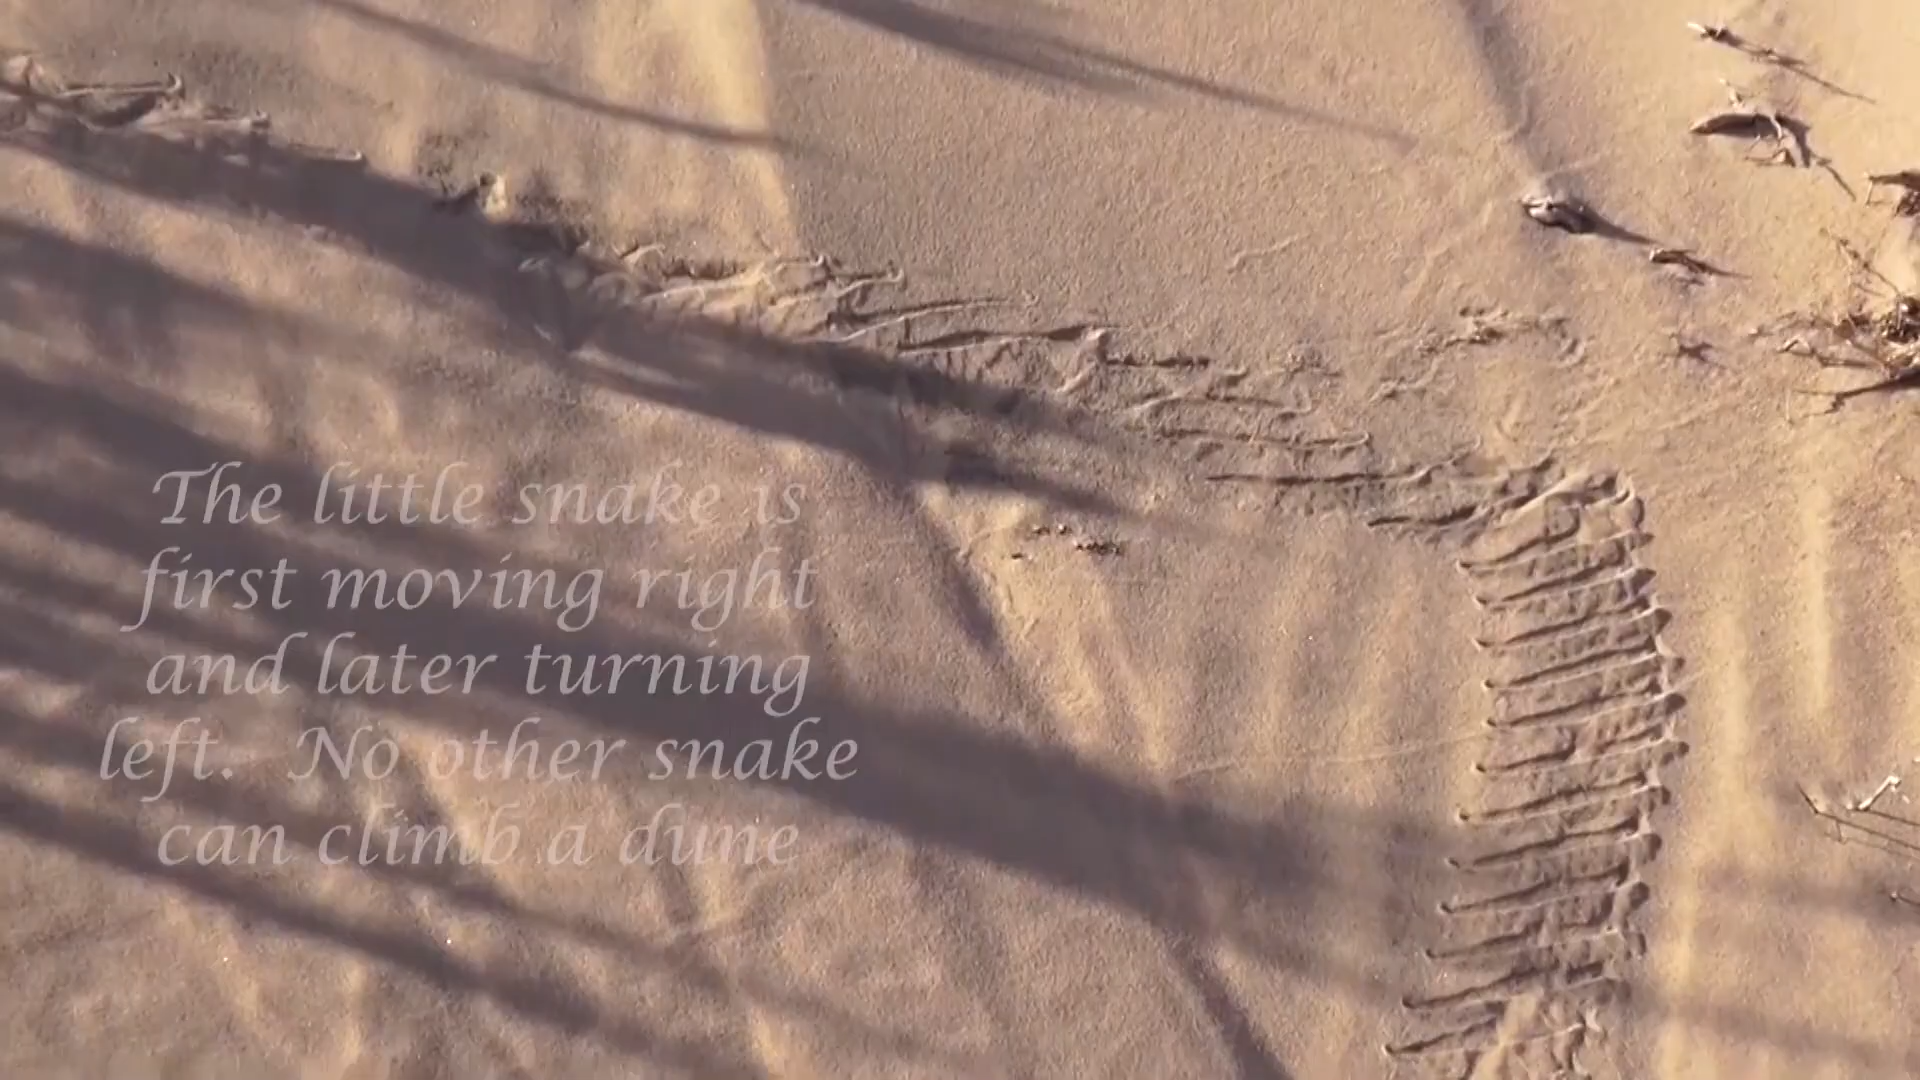 The little snake is
first moving right
and later turning
left.  No other snake
can climb a dune